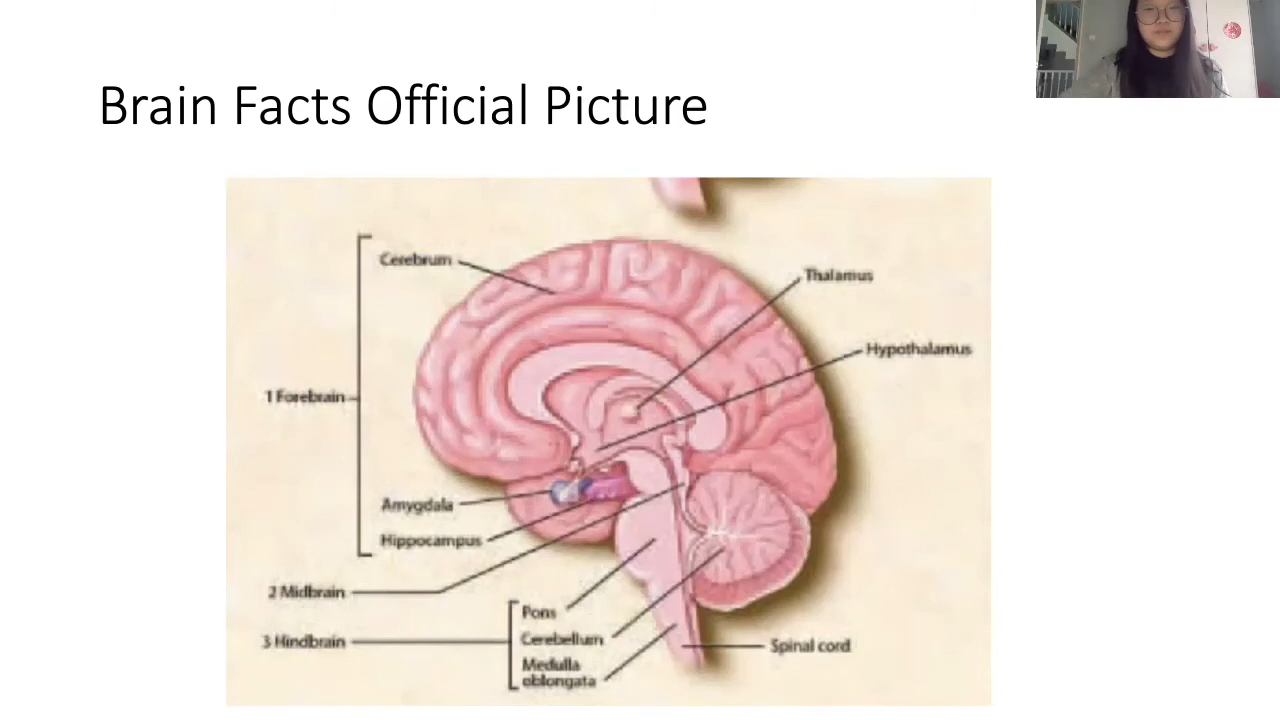 Brain Facts Official Picture
Cerebrum
Thalamus
Hypothalamus
1 Forebrain
Amygdala
Hippocampus
2 Midbrain
Pons
3 Hindbrain
Cerebellum
Spinal cord
Medulla
oblongata